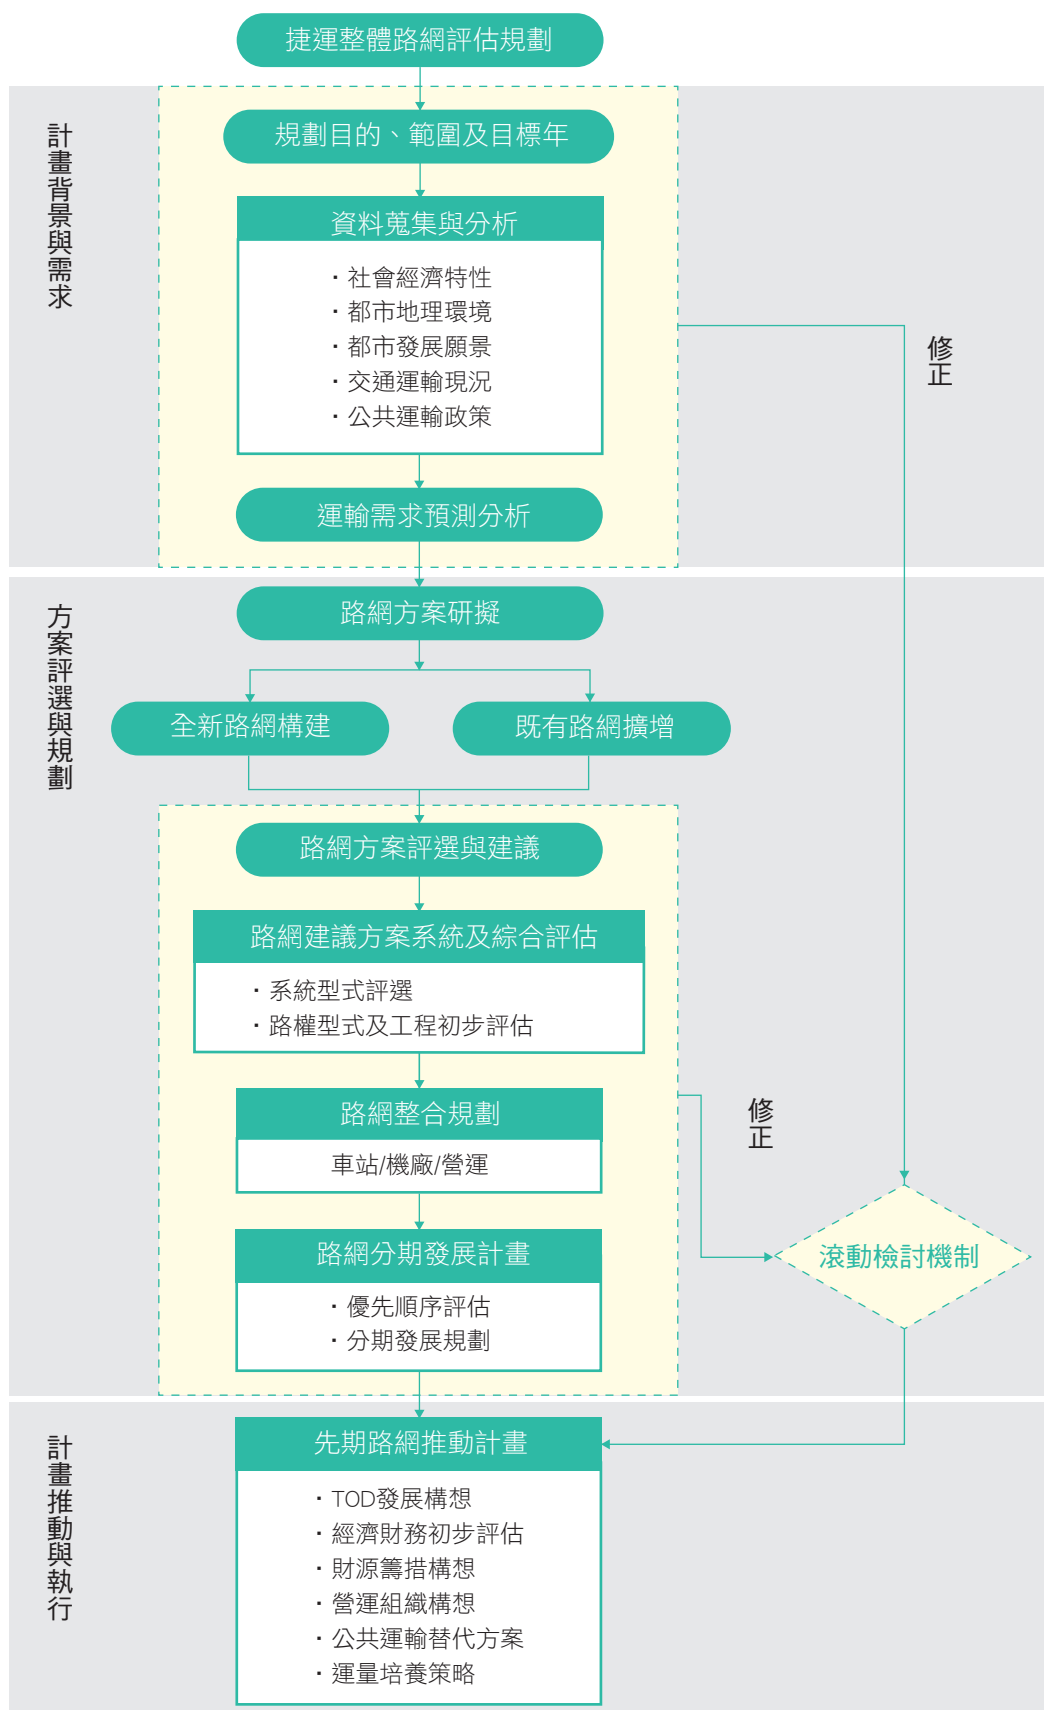 捷運整體路網評估規劃
計畫背景與需求
規劃目的、範圍及目標年
資料蒐集與分析
・社會經濟特性
・都市地理環境
・都市發展願景
・交通運輸現況
・公共運輸政策
運輸需求預測分析
修正
方案評選與規劃
路網方案研擬
全新路網構建
既有路網擴增
路網方案評選與建議
路網建議方案系統及綜合評估
・系統型式評選
・路權型式及工程初步評估
路網整合規劃
車站/機廠/營運
路網分期發展計畫
・優先順序評估
・分期發展規劃
修正
滾動檢討機制
計畫推動與執行
先期路網推動計畫
・TOD發展構想
・經濟財務初步評估
・財源籌措構想
・營運組織構想
・公共運輸替代方案
・運量培養策略